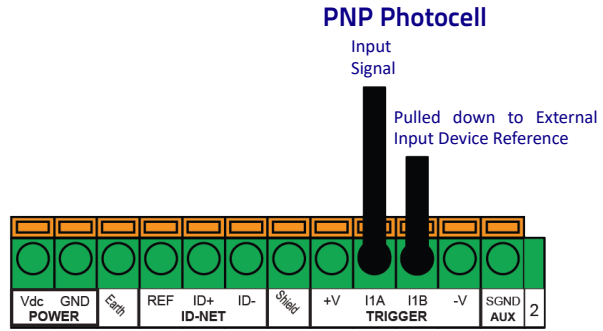 PNP Photocell
Input
Signal
Pulled down to External
Input Device Reference
Vdc GND Earth REF ID+ ID- Shield +V I1A I1B -V SGND 2
POWER ID-NET TRIGGER AUX